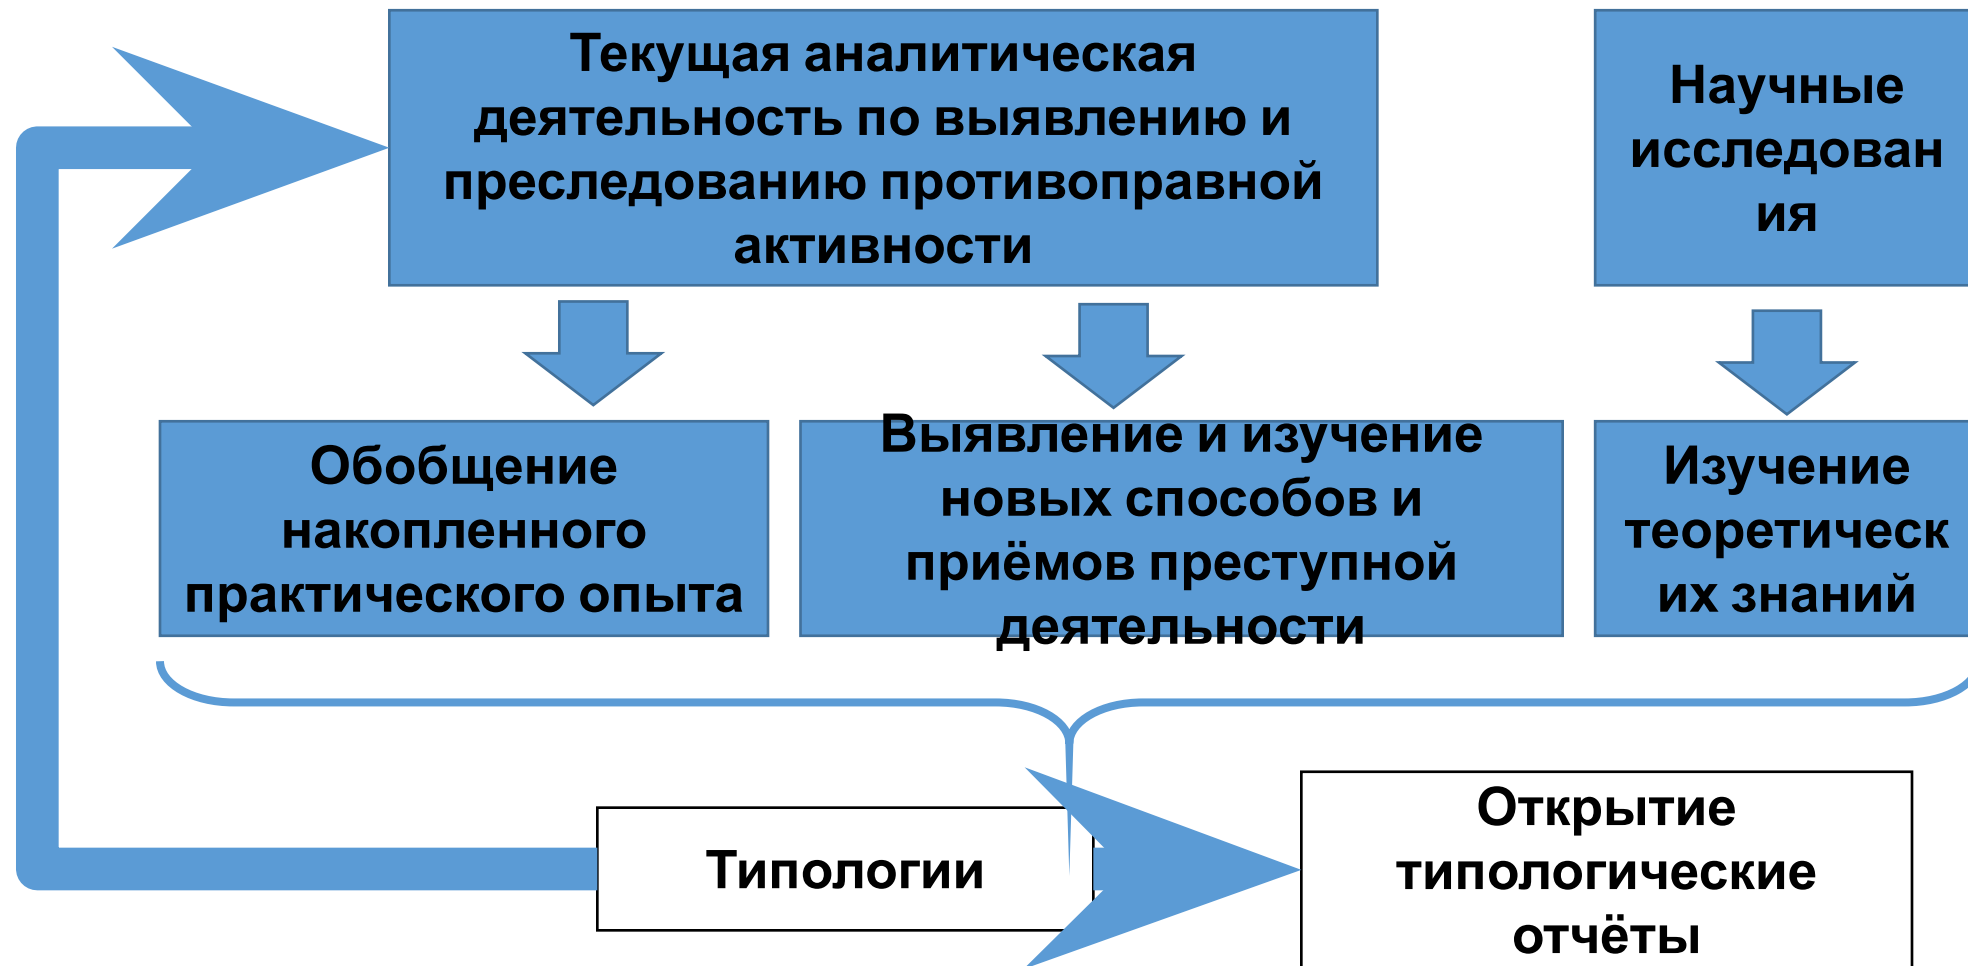 Текущая аналитическая
деятельность по выявлению и
преследованию противоправной
активности
Научные
исследован
ия
Обобщение
накопленного
практического опыта
Выявление и изучение
новых способов и
приёмов преступной
деятельности
Изучение
теоретическ
их знаний
Типологии
Открытие
типологические
отчёты